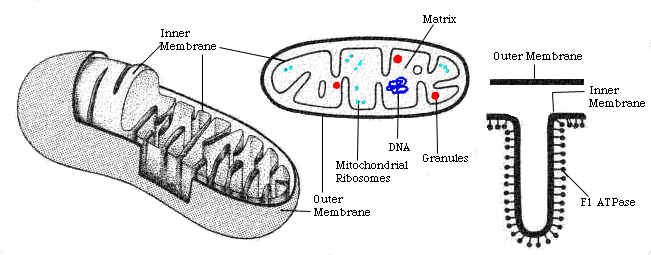 Inner
Membrane
Matrix
Outer Membrane
Inner
Membrane
DNA
Mitochondrial
Ribosomes
Granules
Outer
Membrane
F1 ATPase